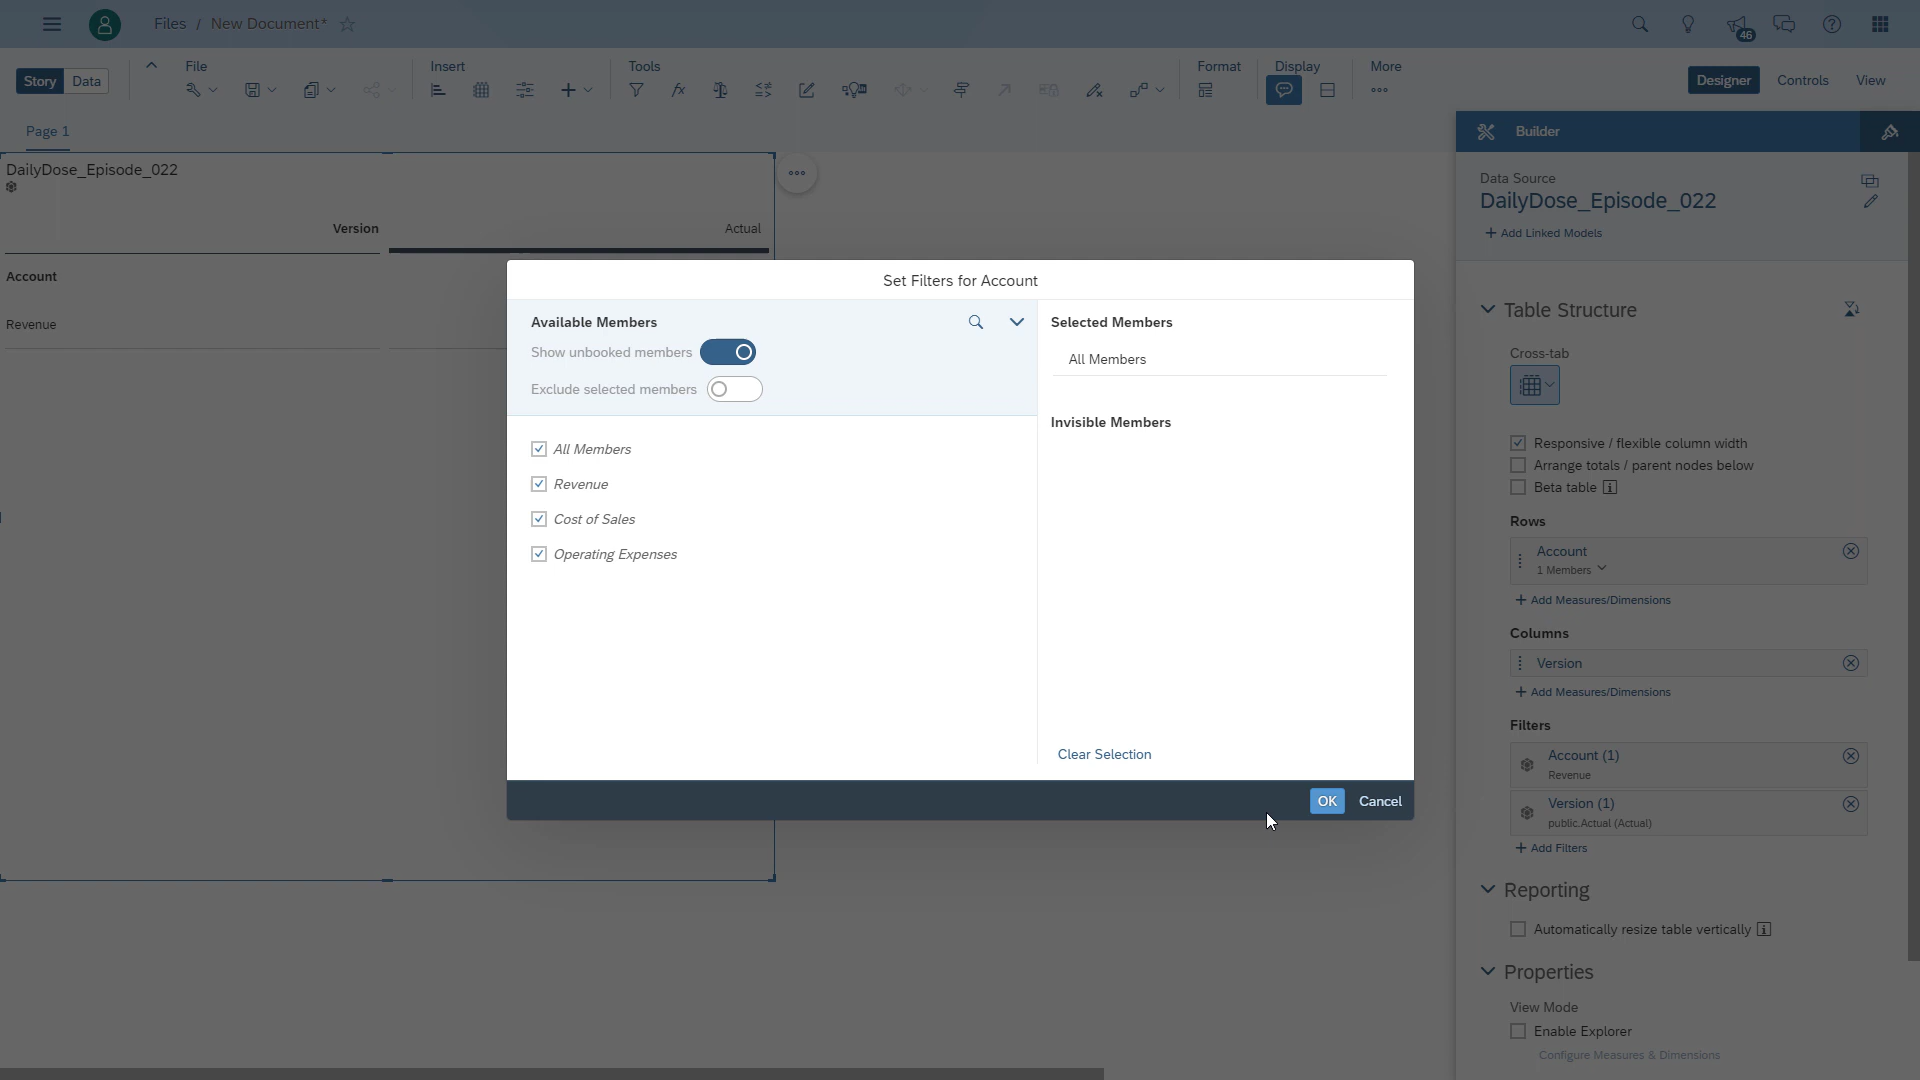 Files / New Document*
46
Story Data
File
Insert
Tools
Format
Display
More
Designer Controls View
Page 1
DailyDose_Episode_022
Version
Actual
Account
Revenue
Set Filters for Account
Available Members
Show unbooked members
Exclude selected members
All Members
Revenue
Cost of Sales
Operating Expenses
Selected Members
All Members
Invisible Members
Clear Selection
OK Cancel
Builder
Data Source
DailyDose_Episode_022
+ Add Linked Models
Table Structure
Cross-tab
Responsive / flexible column width
Arrange totals / parent nodes below
Beta table
Rows
Account
1 Members
+ Add Measures/Dimensions
Columns
Version
+ Add Measures/Dimensions
Filters
Account (1)
Revenue
Version (1)
public.Actual (Actual)
+ Add Filters
Reporting
Automatically resize table vertically
Properties
View Mode
Enable Explorer
Configure Measures & Dimensions